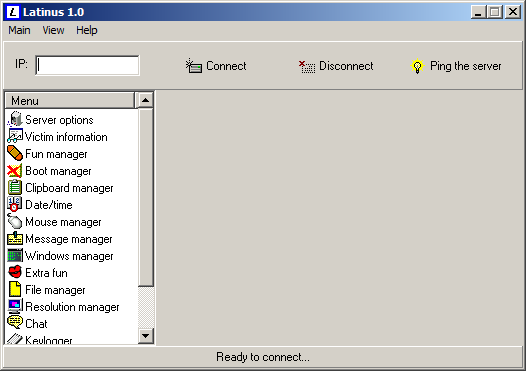 Latinus 1.0
Main View Help
IP: Connect Disconnect Ping the server
Menu
Server options
Victim information
Fun manager
Boot manager
Clipboard manager
Date/time
Mouse manager
Message manager
Windows manager
Extra fun
File manager
Resolution manager
Chat
Keylogger
Ready to connect...